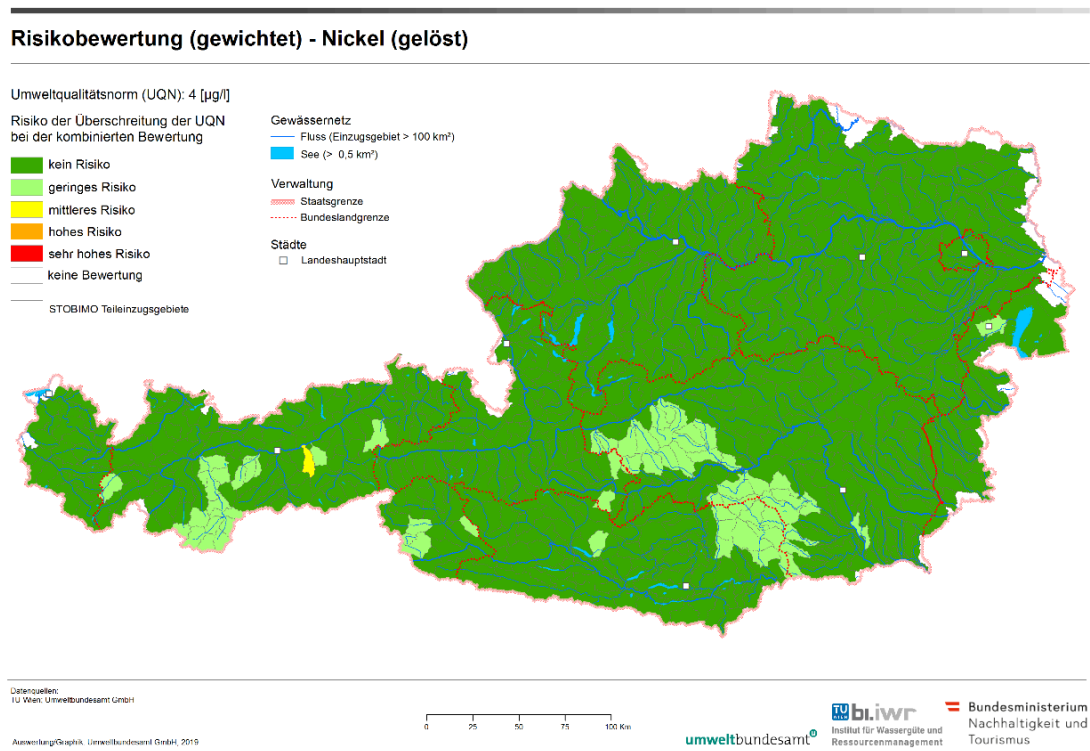 Risikobewertung (gewichtet) - Nickel (gelöst)
Umweltqualitätsnorm (UQN): 4 [µg/l]
Risiko der Überschreitung der UQN
bei der kombinierten Bewertung
kein Risiko
geringes Risiko
mittleres Risiko
hohes Risiko
sehr hohes Risiko
keine Bewertung
STOBIMO Teileinzugsgebiete
Gewässernetz
Fluss (Einzugsgebiet > 100 km²)
See (> 0,5 km²)
Verwaltung
Staatsgrenze
Bundeslandgrenze
Städte
Landeshauptstadt
Datenquellen:
TU Wien; Umweltbundesamt GmbH
Auswertung/Graphik: Umweltbundesamt GmbH, 2019
0 25 50 75 100 Km
umweltbundesamt
TU WIEN bi.iwr
Institut für Wassergüte und
Ressourcenmanagement
Bundesministerium
Nachhaltigkeit und
Tourismus